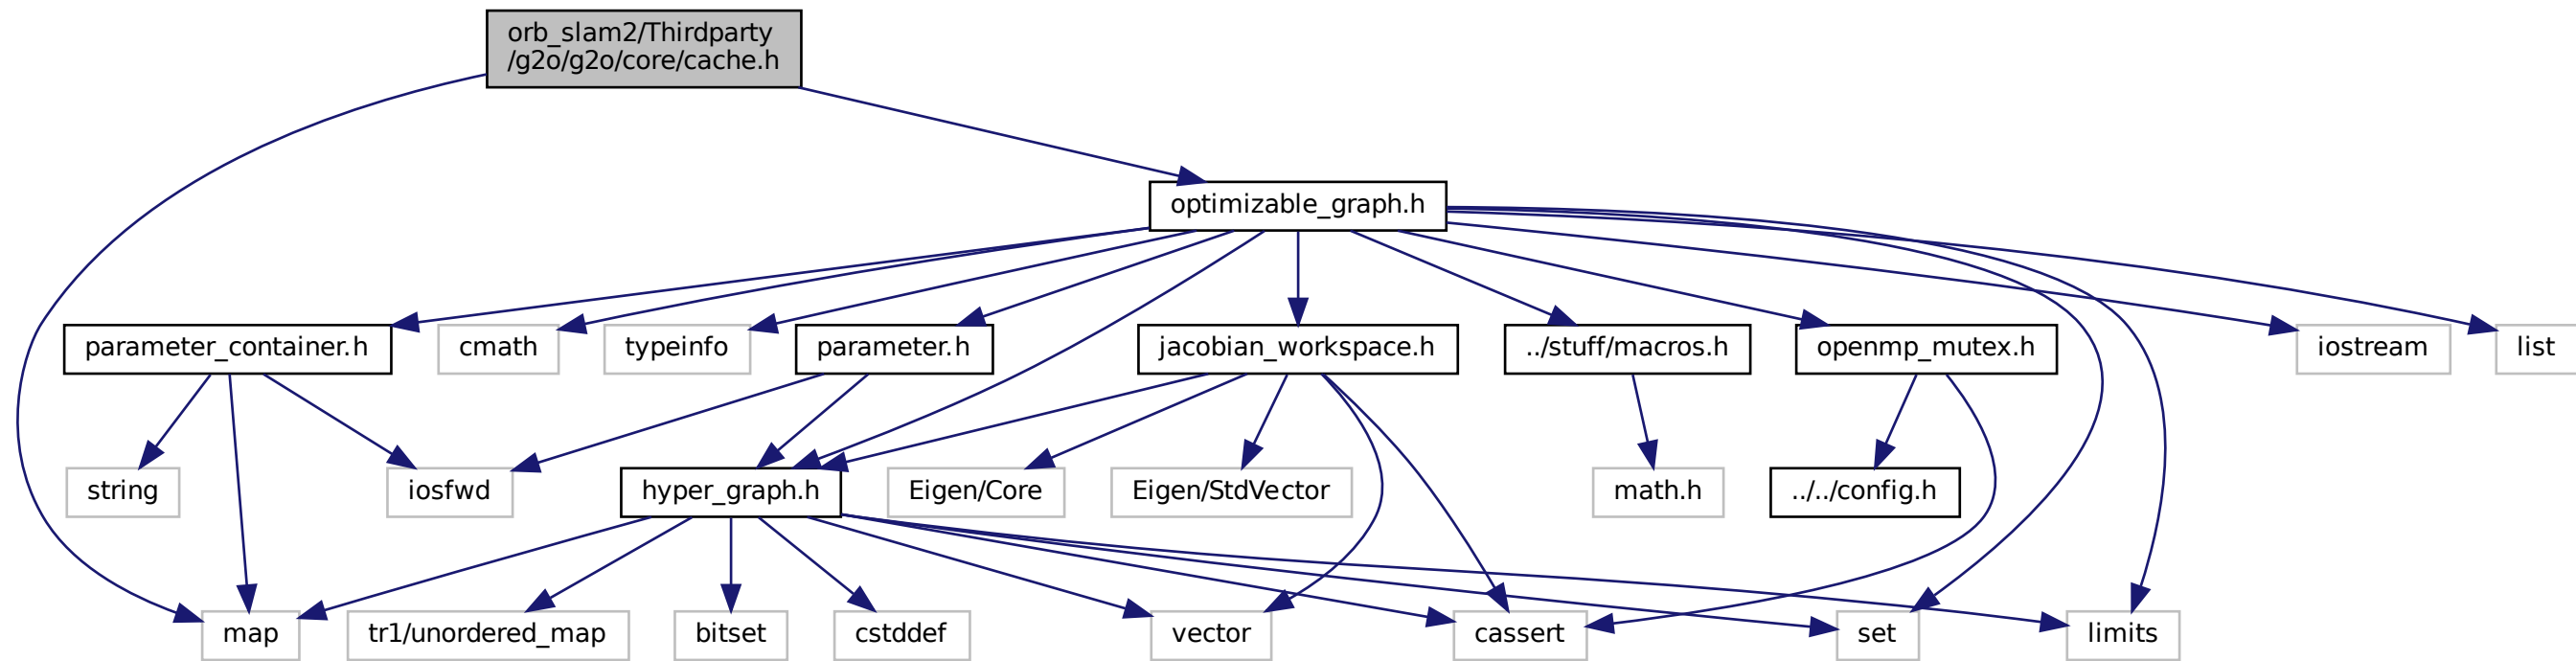 orb_slam2/Thirdparty
/g2o/g2o/core/cache.h
optimizable_graph.h
parameter_container.h
cmath
typeinfo
parameter.h
jacobian_workspace.h
../stuff/macros.h
openmp_mutex.h
iostream
list
string
iosfwd
hyper_graph.h
Eigen/Core
Eigen/StdVector
math.h
../../config.h
map
tr1/unordered_map
bitset
cstddef
vector
cassert
set
limits